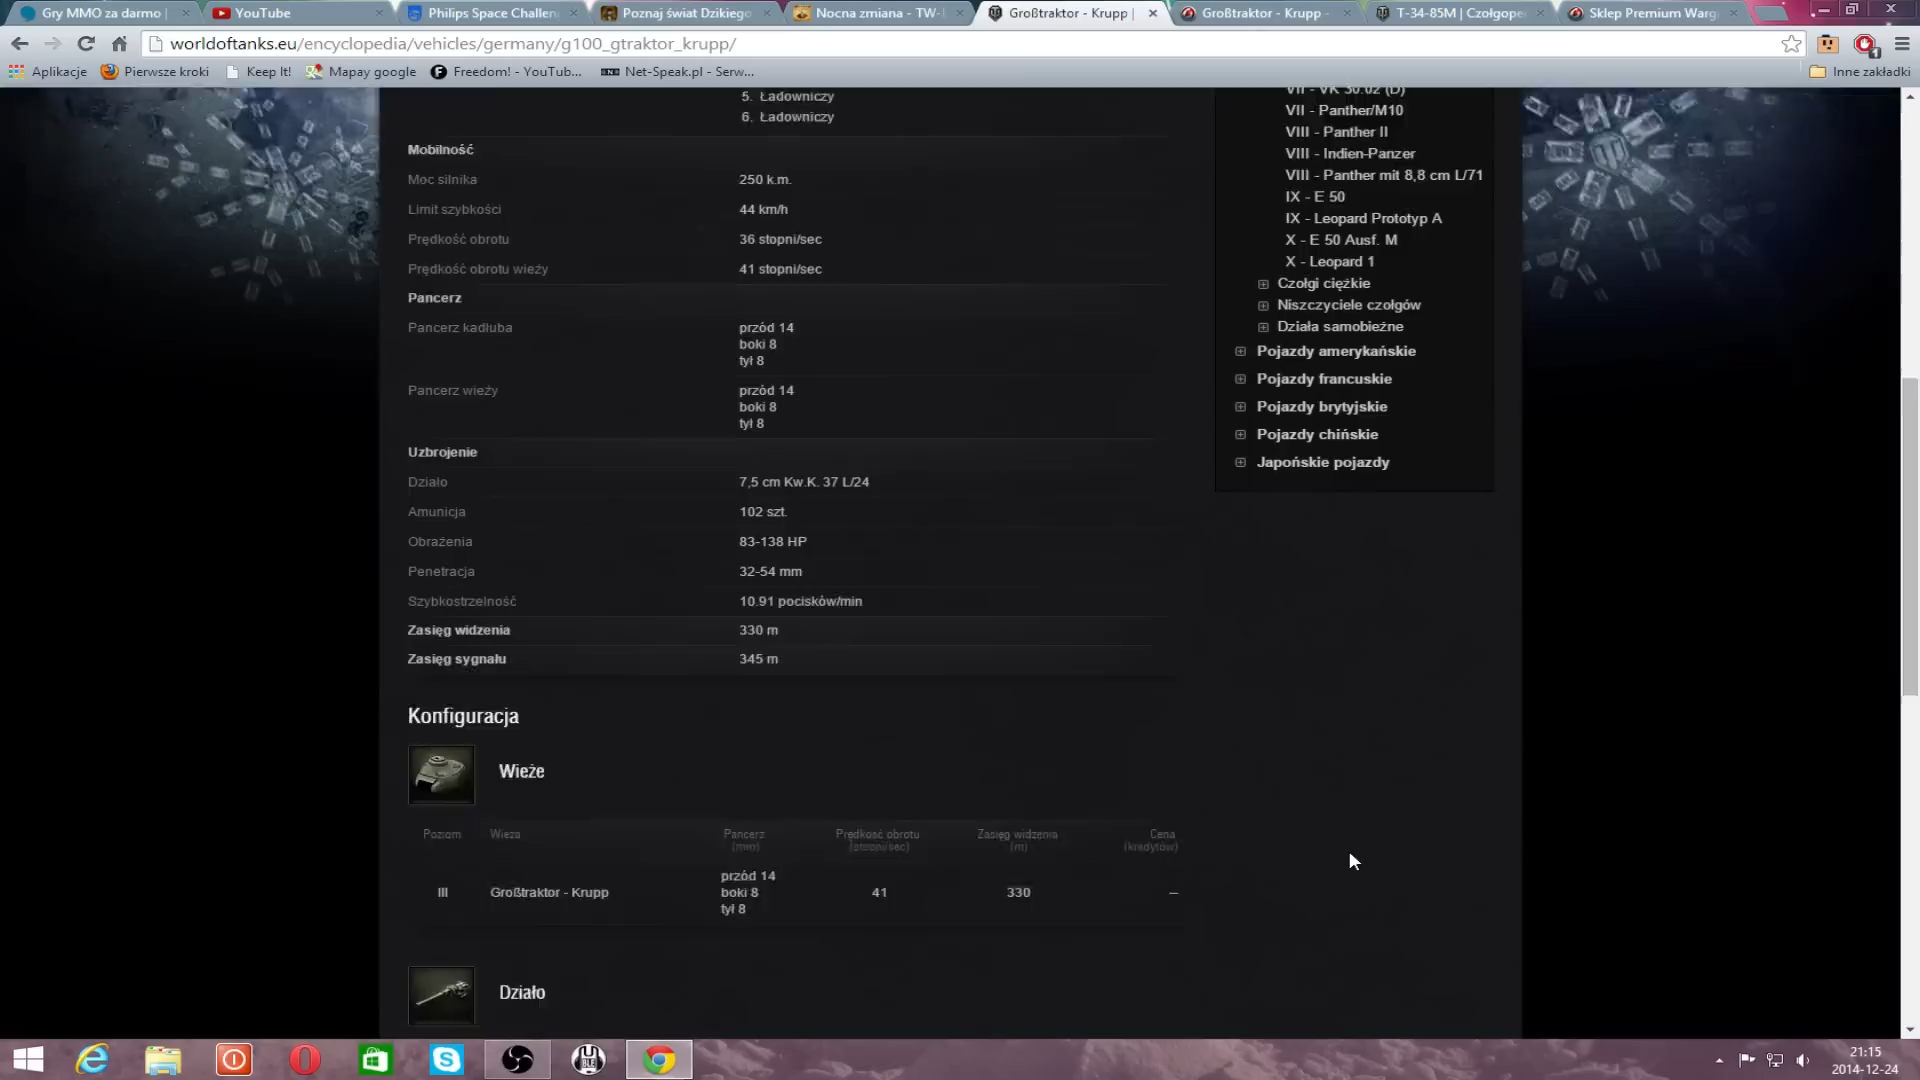 Gry MMO za darmo |
YouTube
Philips Space Challen
Poznaj świat Dzikiego
Nocna zmiana - TW-
Großtraktor - Krupp |
Großtraktor - Krupp -
T-34-85M | Czołgope
Sklep Premium Warg
worldoftanks.eu/encyclopedia/vehicles/germany/g100_gtraktor_krupp/
Aplikacje
Pierwsze kroki
Keep It!
Mapay google
Freedom! - YouTub...
Net-Speak.pl - Serw...
Inne zakładki
5. Ładowniczy
6. Ładowniczy
Mobilność
Moc silnika 250 k.m.
Limit szybkości 44 km/h
Prędkość obrotu 36 stopni/sec
Prędkość obrotu wieży 41 stopni/sec
Pancerz
Pancerz kadłuba przód 14
boki 8
tył 8
Pancerz wieży przód 14
boki 8
tył 8
Uzbrojenie
Działo 7,5 cm Kw.K. 37 L/24
Amunicja 102 szt.
Obrażenia 83-138 HP
Penetracja 32-54 mm
Szybkostrzelność 10.91 pocisków/min
Zasięg widzenia 330 m
Zasięg sygnału 345 m
VII - VK 30.02 (D)
VII - Panther/M10
VIII - Panther II
VIII - Indien-Panzer
VIII - Panther mit 8,8 cm L/71
IX - E 50
IX - Leopard Prototyp A
X - E 50 Ausf. M
X - Leopard 1
Czołgi ciężkie
Niszczyciele czołgów
Działa samobieżne
Pojazdy amerykańskie
Pojazdy francuskie
Pojazdy brytyjskie
Pojazdy chińskie
Japońskie pojazdy
Konfiguracja
Wieże
Poziom Wieża Pancerz Prędkość obrotu Zasięg widzenia Cena
(mm) (stopni/sec) (m) (kredytów)
przód 14
III Großtraktor - Krupp boki 8 41 330 –
tył 8
Działo
21:15
2014-12-24